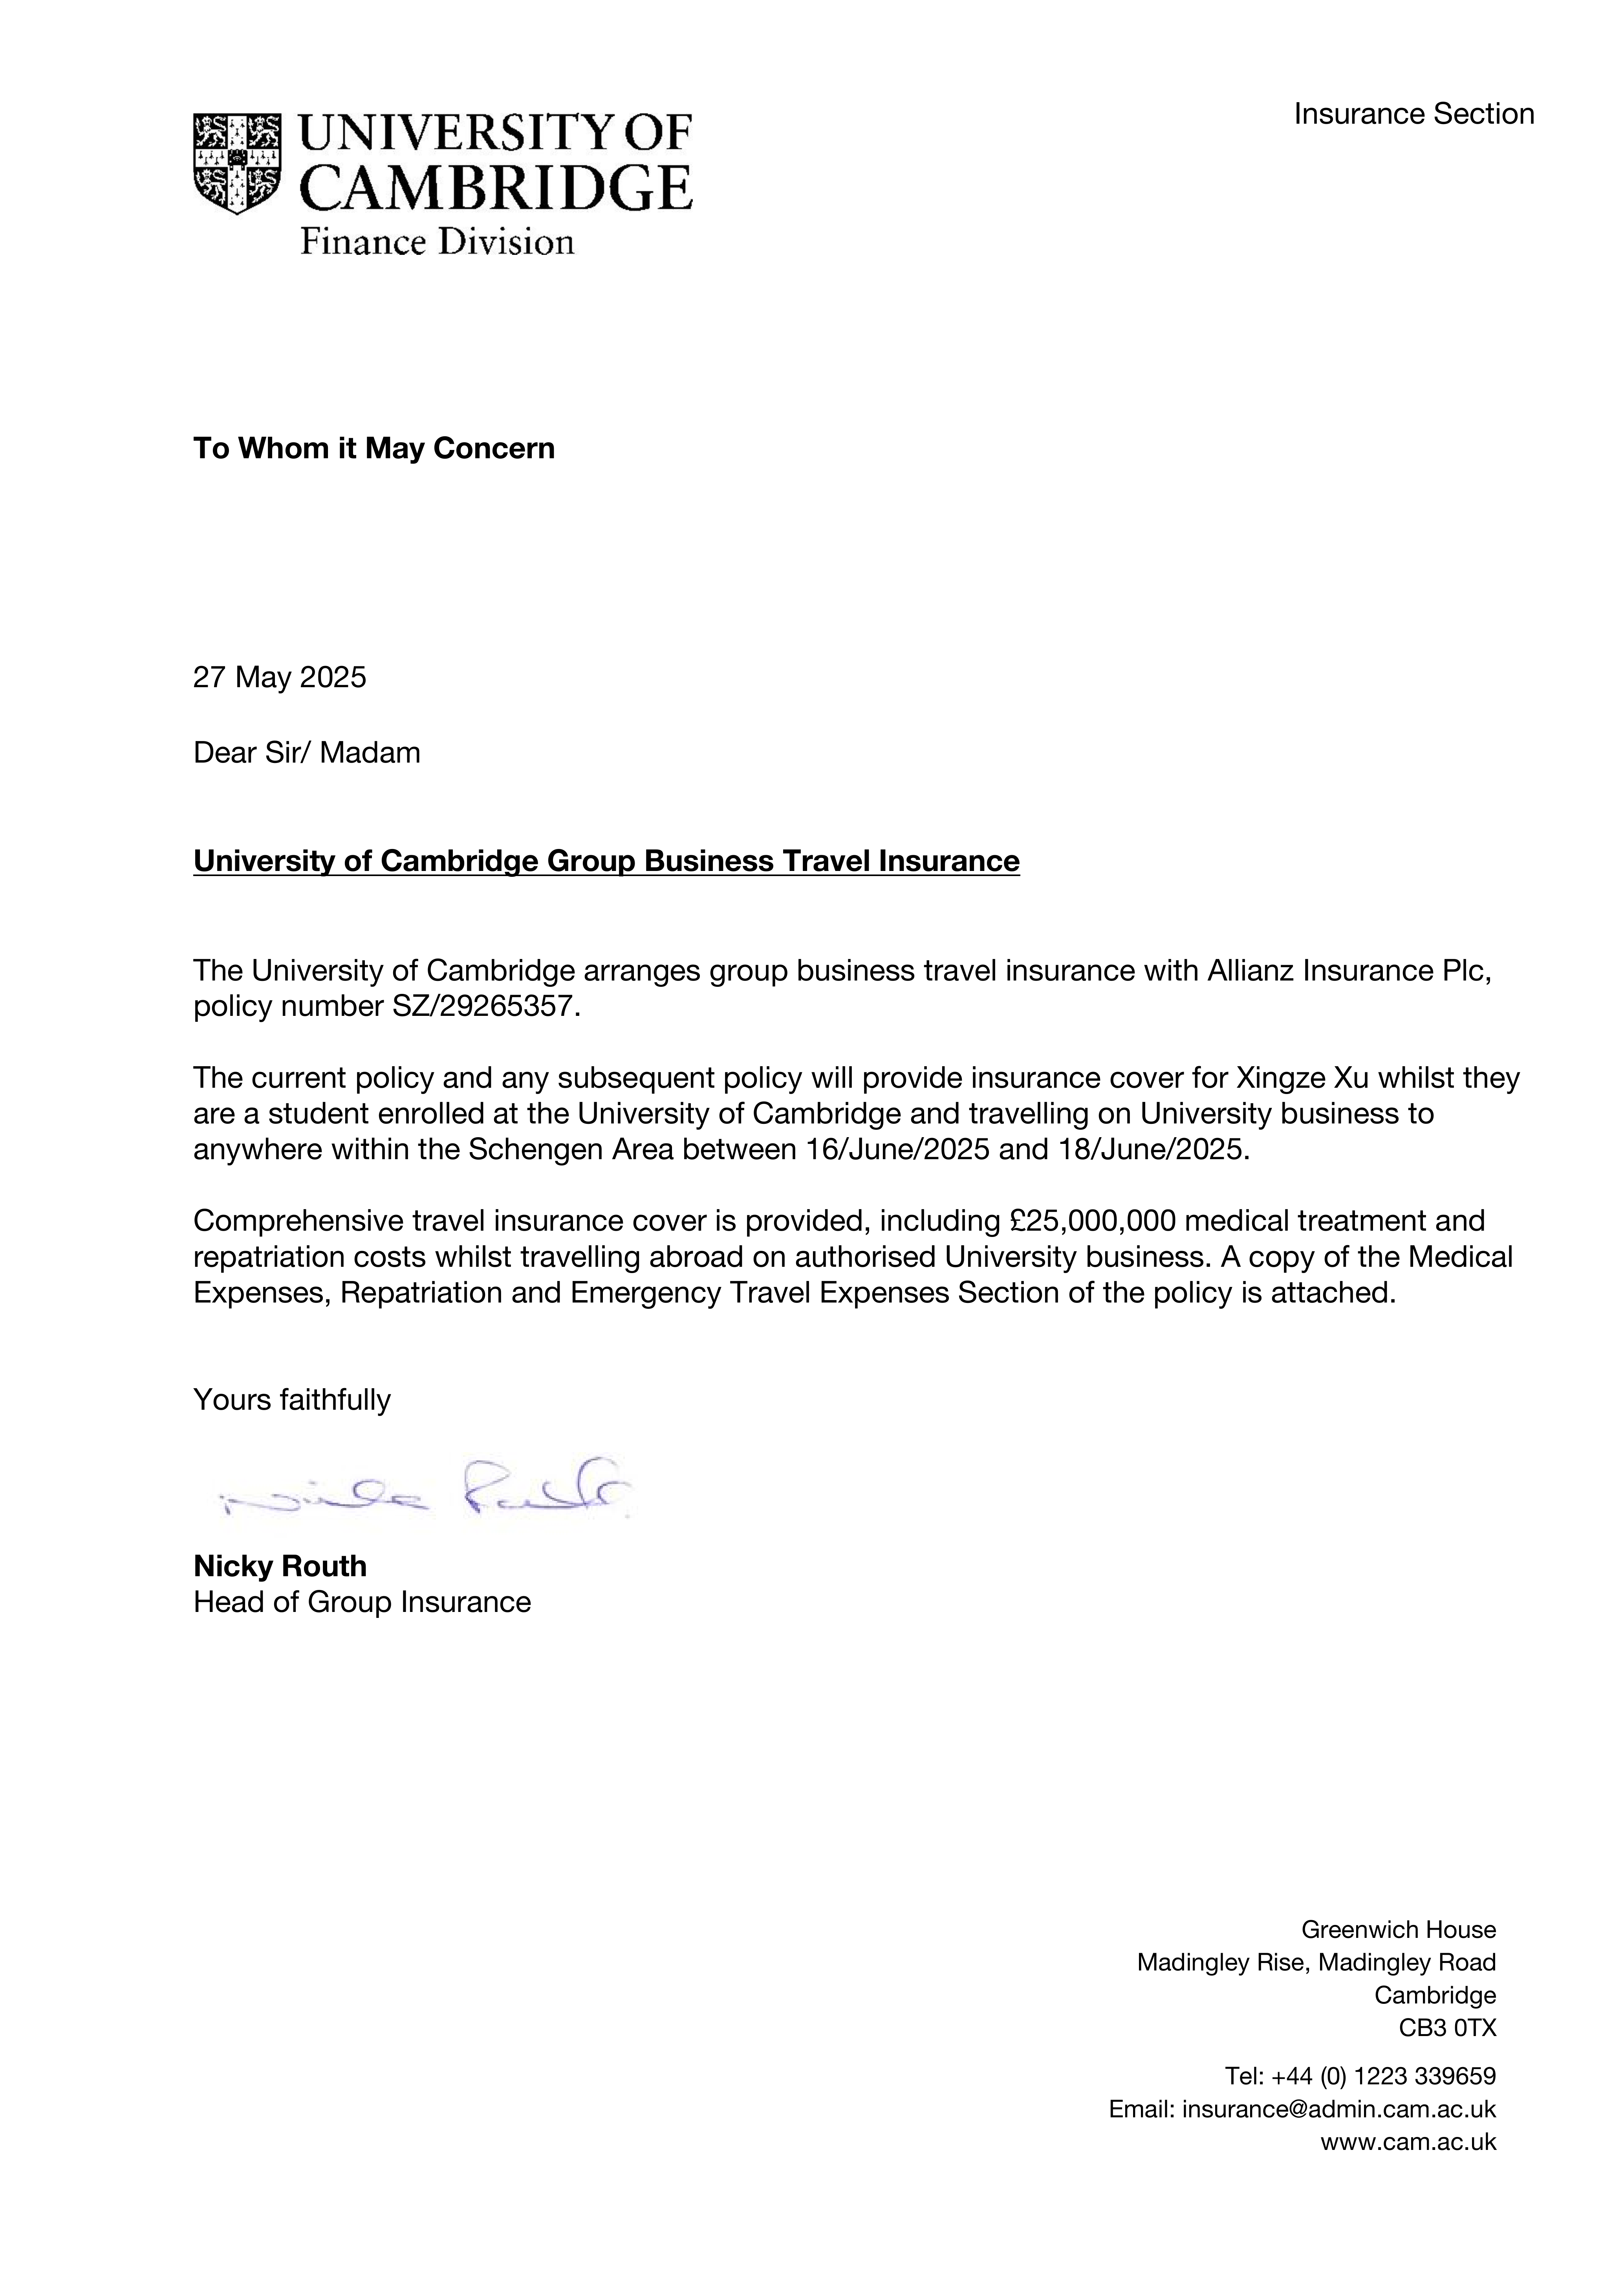 Insurance Section
UNIVERSITY OF
CAMBRIDGE
Finance Division
To Whom it May Concern
27 May 2025
Dear Sir/ Madam
University of Cambridge Group Business Travel Insurance
The University of Cambridge arranges group business travel insurance with Allianz Insurance Plc,
policy number SZ/29265357.
The current policy and any subsequent policy will provide insurance cover for Xingze Xu whilst they
are a student enrolled at the University of Cambridge and travelling on University business to
anywhere within the Schengen Area between 16/June/2025 and 18/June/2025.
Comprehensive travel insurance cover is provided, including £25,000,000 medical treatment and
repatriation costs whilst travelling abroad on authorised University business. A copy of the Medical
Expenses, Repatriation and Emergency Travel Expenses Section of the policy is attached.
Yours faithfully
Nicky Routh
Head of Group Insurance
Greenwich House
Madingley Rise, Madingley Road
Cambridge
CB3 0TX
Tel: +44 (0) 1223 339659
Email: insurance@admin.cam.ac.uk
www.cam.ac.uk